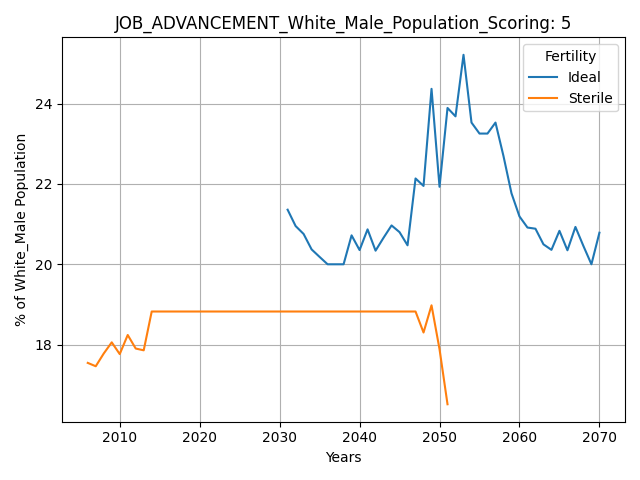 JOB_ADVANCEMENT_White_Male_Population_Scoring: 5
Fertility
Ideal
Sterile
% of White_Male Population
24
22
20
18
2010 2020 2030 2040 2050 2060 2070
Years